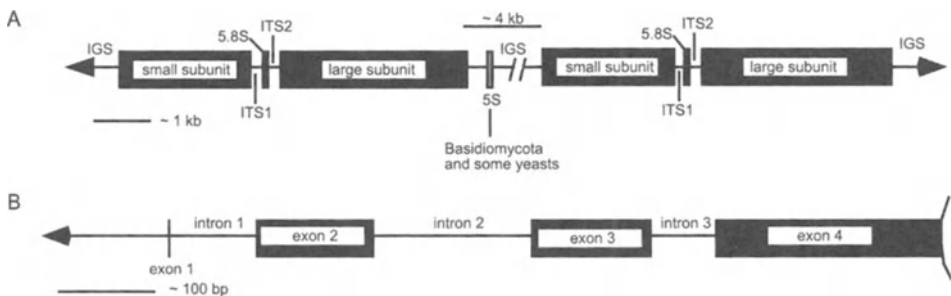 A
IGS
small subunit
5.8S
ITS2
ITS1
large subunit
~ 4 kb
IGS
5S
Basidiomycota
and some yeasts
small subunit
5.8S
ITS2
ITS1
large subunit
IGS
~ 1 kb
B
exon 1
intron 1
exon 2
intron 2
exon 3
intron 3
exon 4
~ 100 bp